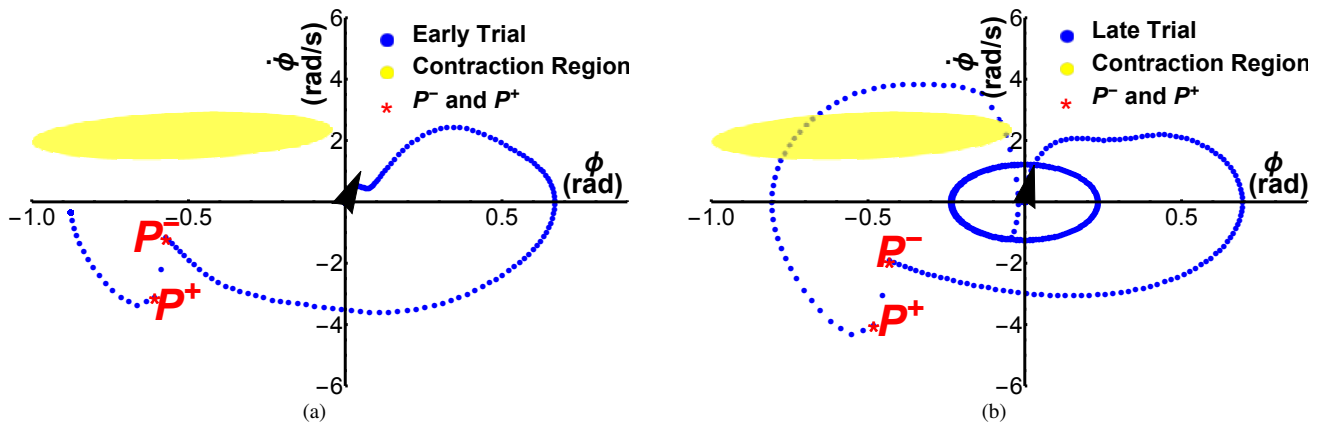 6
ϕ̇
(rad/s)
Early Trial
Contraction Region
* P⁻ and P⁺
4
2
ϕ
(rad)
−1.0
−0.5
0.5
P⁻
P⁺
−2
−4
−6
(a)
6
ϕ̇
(rad/s)
Late Trial
Contraction Region
* P⁻ and P⁺
4
2
ϕ
(rad)
−1.0
−0.5
0.5
P⁻
P⁺
−2
−4
−6
(b)